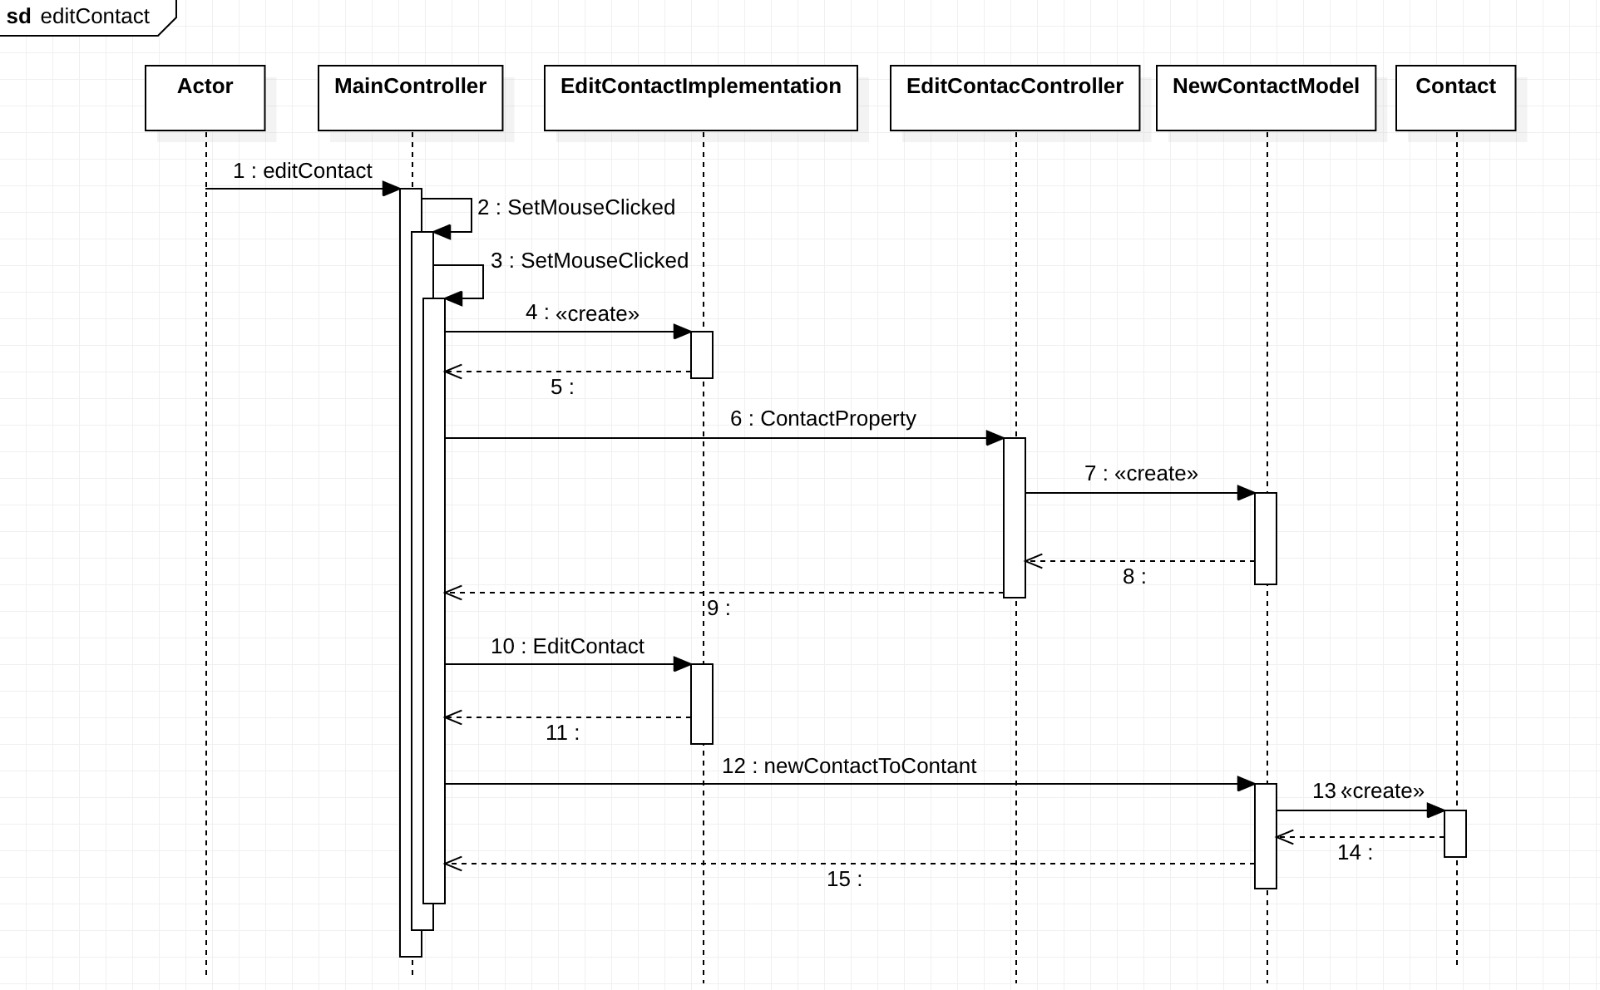 sd editContact
Actor
MainController
EditContactImplementation
EditContacController
NewContactModel
Contact
1 : editContact
2 : SetMouseClicked
3 : SetMouseClicked
4 : «create»
5 :
6 : ContactProperty
7 : «create»
8 :
9 :
10 : EditContact
11 :
12 : newContactToContant
13 «create»
14 :
15 :